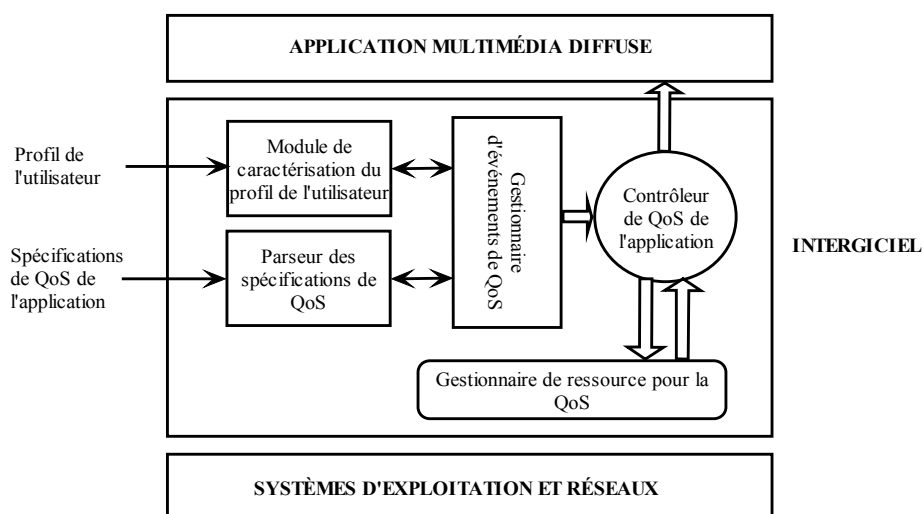 APPLICATION MULTIMÉDIA DIFFUSE
Profil de
l'utilisateur
Module de
caractérisation du
profil de l'utilisateur
Gestionnaire
d'événements de QoS
Contrôleur
de QoS de
l'application
INTERGICIEL
Spécifications
de QoS de
l'application
Parseur des
spécifications de
QoS
Gestionnaire de ressource pour la
QoS
SYSTÈMES D'EXPLOITATION ET RÉSEAUX